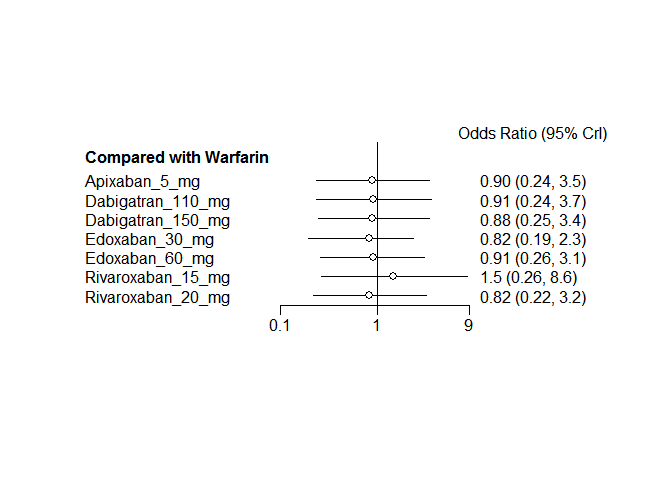 Odds Ratio (95% CrI)
Compared with Warfarin
Apixaban_5_mg 0.90 (0.24, 3.5)
Dabigatran_110_mg 0.91 (0.24, 3.7)
Dabigatran_150_mg 0.88 (0.25, 3.4)
Edoxaban_30_mg 0.82 (0.19, 2.3)
Edoxaban_60_mg 0.91 (0.26, 3.1)
Rivaroxaban_15_mg 1.5 (0.26, 8.6)
Rivaroxaban_20_mg 0.82 (0.22, 3.2)
0.1 1 9